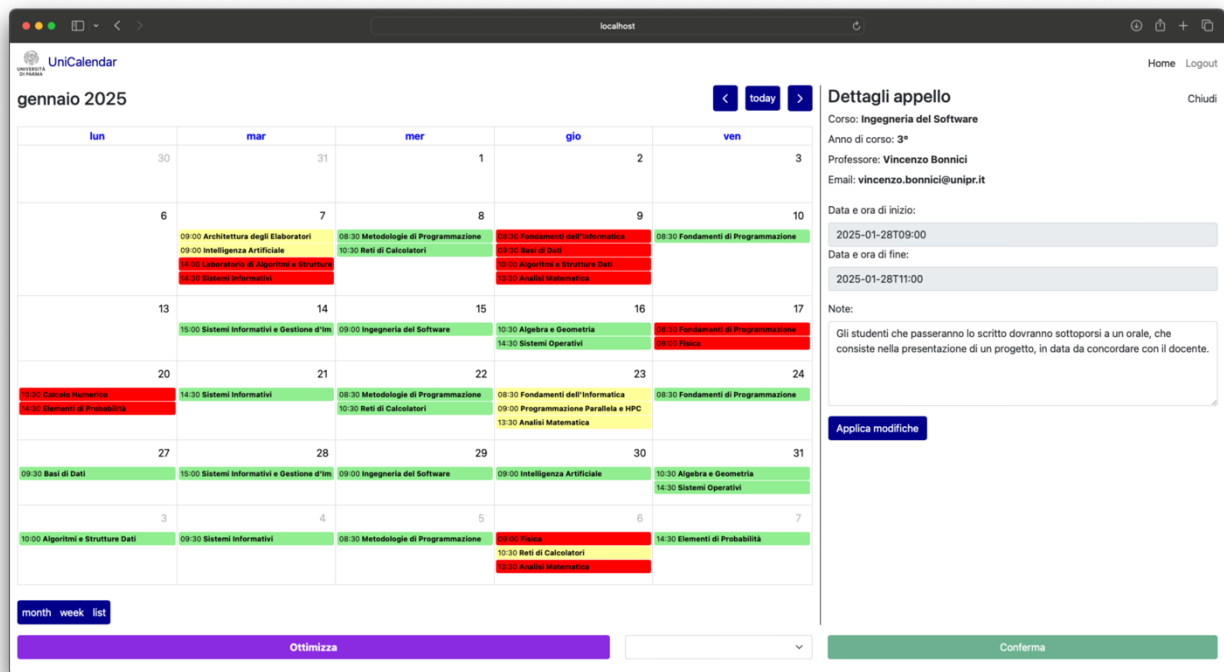 localhost
UNIVERSITÀ
DI PARMA
UniCalendar
Home Logout
gennaio 2025
today
lun mar mer gio ven
30 31 1 2 3
6 7 8 9 10
09:00 Architettura degli Elaboratori
09:00 Intelligenza Artificiale
14:00 Laboratorio di Algoritmi e Strutture
14:30 Sistemi Informativi
08:30 Metodologie di Programmazione
10:30 Reti di Calcolatori
08:30 Fondamenti dell'Informatica
09:30 Basi di Dati
10:00 Algoritmi e Strutture Dati
13:30 Analisi Matematica
08:30 Fondamenti di Programmazione
13 14 15 16 17
15:00 Sistemi Informativi e Gestione d'Im
09:00 Ingegneria del Software
10:30 Algebra e Geometria
14:30 Sistemi Operativi
08:30 Fondamenti di Programmazione
09:00 Fisica
20 21 22 23 24
10:30 Calcolo Numerico
14:30 Elementi di Probabilità
14:30 Sistemi Informativi
08:30 Metodologie di Programmazione
10:30 Reti di Calcolatori
08:30 Fondamenti dell'Informatica
09:00 Programmazione Parallela e HPC
13:30 Analisi Matematica
08:30 Fondamenti di Programmazione
27 28 29 30 31
09:30 Basi di Dati
15:00 Sistemi Informativi e Gestione d'Im
09:00 Ingegneria del Software
09:00 Intelligenza Artificiale
10:30 Algebra e Geometria
14:30 Sistemi Operativi
3 4 5 6 7
10:00 Algoritmi e Strutture Dati
09:30 Sistemi Informativi
08:30 Metodologie di Programmazione
09:00 Fisica
10:30 Reti di Calcolatori
13:30 Analisi Matematica
14:30 Elementi di Probabilità
month week list
Ottimizza
Dettagli appello
Chiudi
Corso: Ingegneria del Software
Anno di corso: 3º
Professore: Vincenzo Bonnici
Email: vincenzo.bonnici@unipr.it
Data e ora di inizio:
2025-01-28T09:00
Data e ora di fine:
2025-01-28T11:00
Note:
Gli studenti che passeranno lo scritto dovranno sottoporsi a un orale, che
consiste nella presentazione di un progetto, in data da concordare con il docente.
Applica modifiche
Conferma